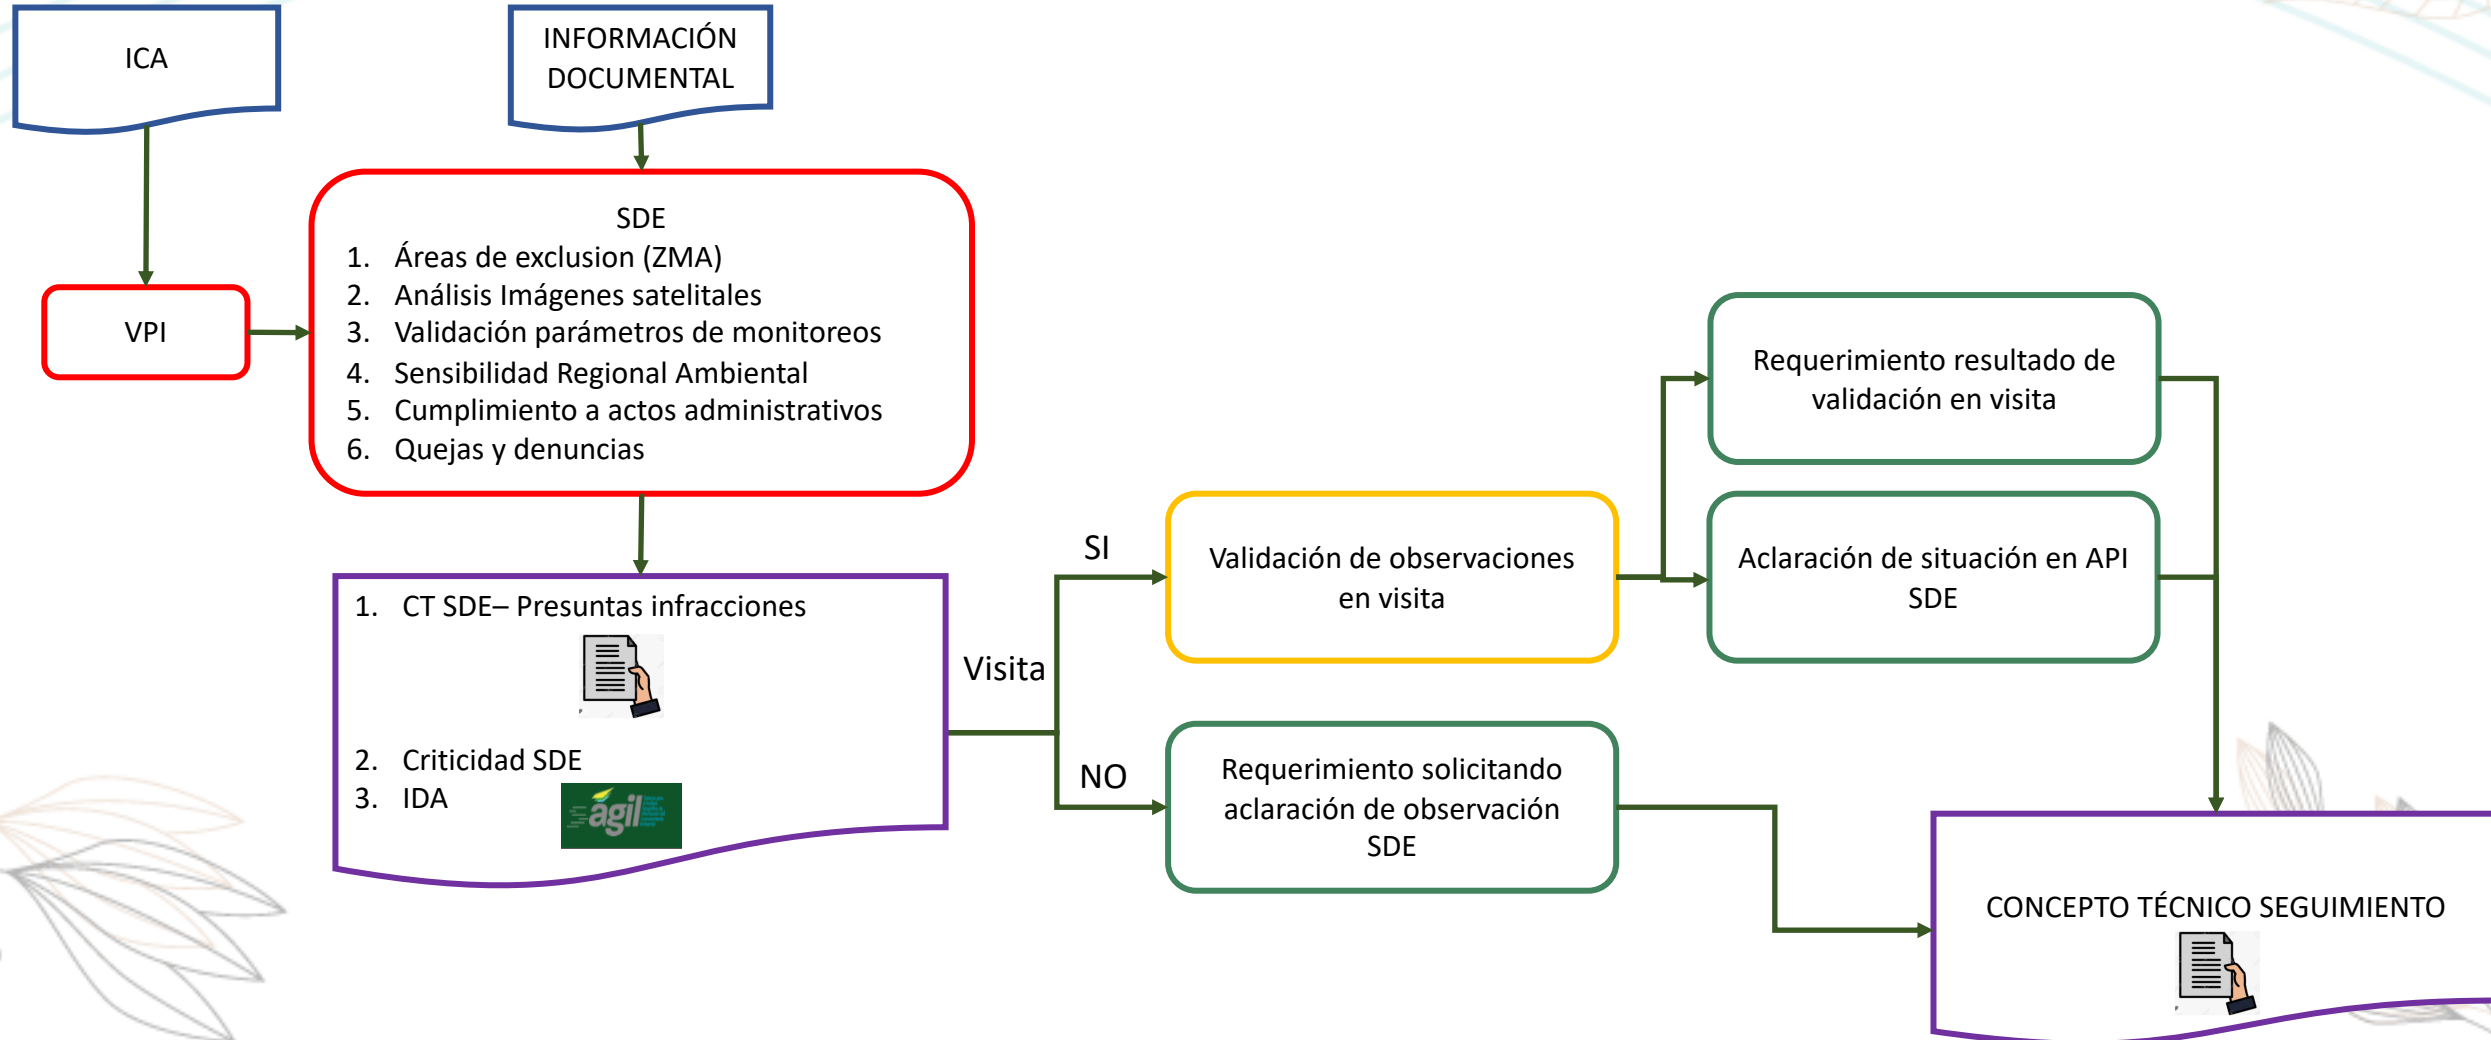 ICA
INFORMACIÓN
DOCUMENTAL
SDE
1. Áreas de exclusion (ZMA)
2. Análisis Imágenes satelitales
3. Validación parámetros de monitoreos
4. Sensibilidad Regional Ambiental
5. Cumplimiento a actos administrativos
6. Quejas y denuncias
VPI
1. CT SDE– Presuntas infracciones
2. Criticidad SDE
3. IDA
ágil
Visita
SI
NO
Validación de observaciones
en visita
Requerimiento solicitando
aclaración de observación
SDE
Requerimiento resultado de
validación en visita
Aclaración de situación en API
SDE
CONCEPTO TÉCNICO SEGUIMIENTO